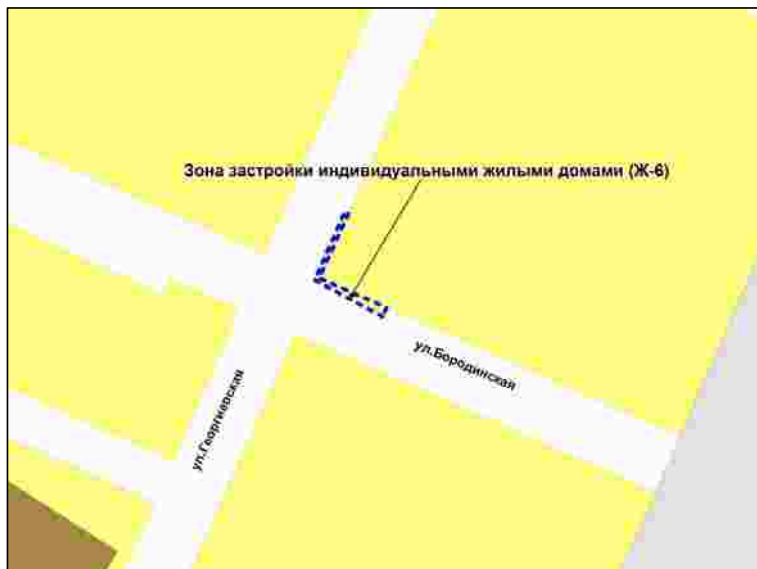 Зона застройки индивидуальными жилыми домами (Ж-6)
ул.Бородинская
ул.Георгиевская